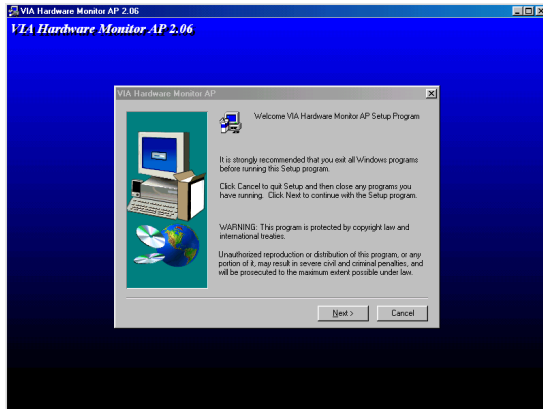 VIA Hardware Monitor AP 2.06
VIA Hardware Monitor AP 2.06
VIA Hardware Monitor AP
Welcome VIA Hardware Monitor AP Setup Program
It is strongly recommended that you exit all Windows programs
before running this Setup program.
Click Cancel to quit Setup and then close any programs you
have running. Click Next to continue with the Setup program.
WARNING: This program is protected by copyright law and
international treaties.
Unauthorized reproduction or distribution of this program, or any
portion of it, may result in severe civil and criminal penalties, and
will be prosecuted to the maximum extent possible under law.
Next >
Cancel